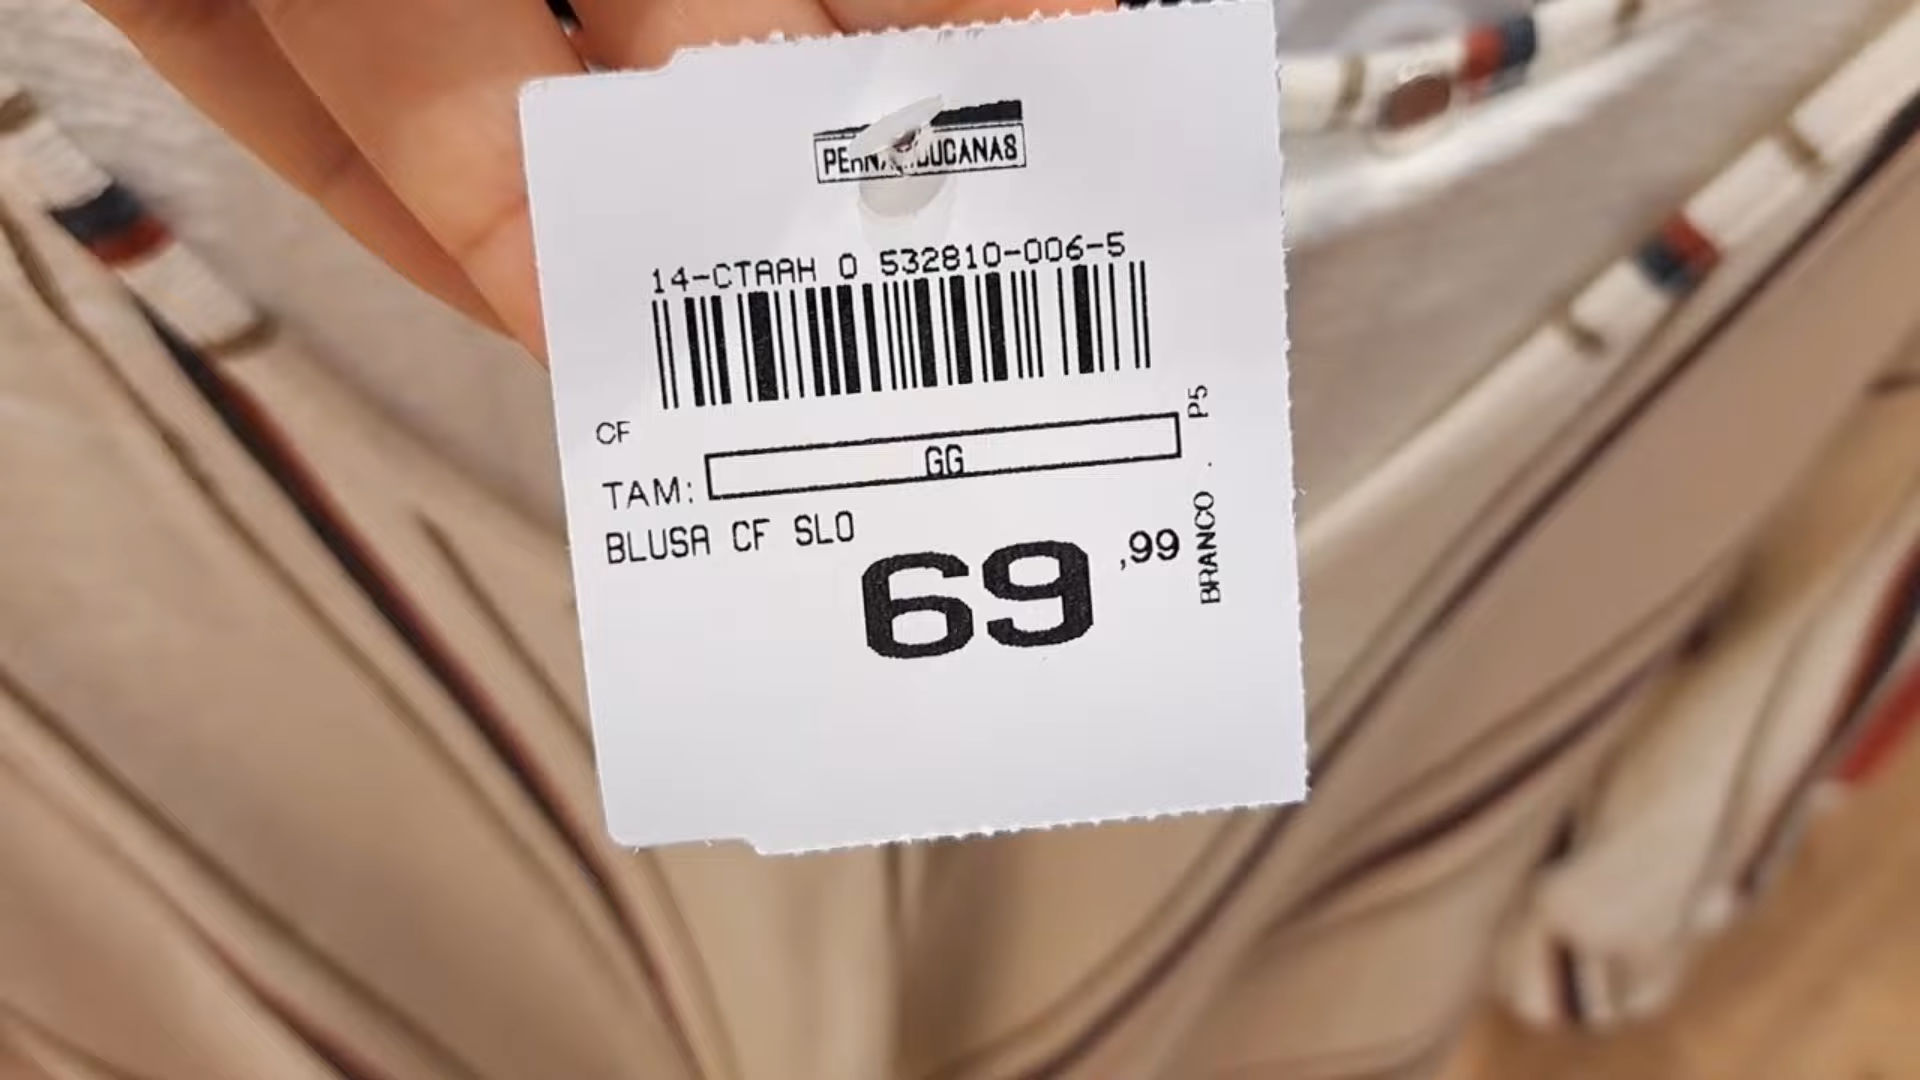 PERNAMBUCANAS
14-CTAAH 0 532810-006-5
CF
P5
TAM: GG
BLUSA CF SLO
69,99
BRANCO .